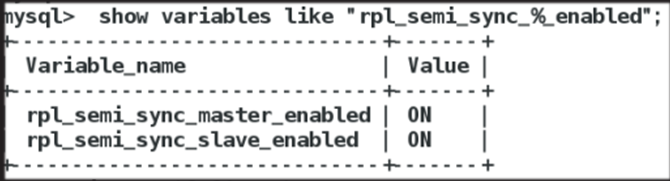 mysql>  show variables like "rpl_semi_sync_%_enabled";
+------------------------------+-------+
| Variable_name                | Value |
+------------------------------+-------+
| rpl_semi_sync_master_enabled | ON    |
| rpl_semi_sync_slave_enabled  | ON    |
+------------------------------+-------+